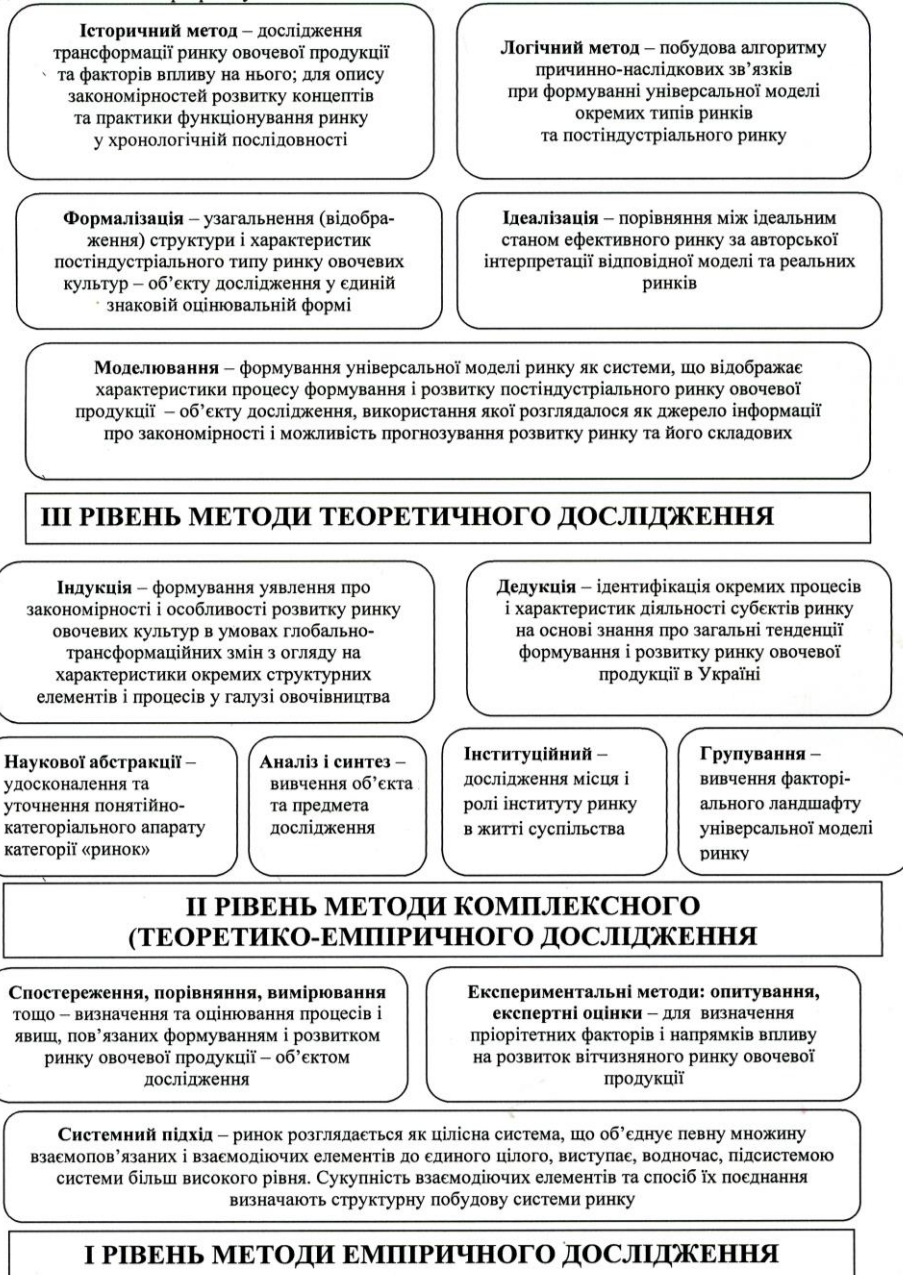 Історичний метод – дослідження
трансформації ринку овочевої продукції
та факторів впливу на нього; для опису
закономірностей розвитку концептів
та практики функціонування ринку
у хронологічній послідовності
Логічний метод – побудова алгоритму
причинно-наслідкових зв’язків
при формуванні універсальної моделі
окремих типів ринків
та постіндустріального ринку
Формалізація – узагальнення (відобра-
ження) структури і характеристик
постіндустріального типу ринку овочевих
культур – об’єкту дослідження у єдиній
знаковій оцінювальній формі
Ідеалізація – порівняння між ідеальним
станом ефективного ринку за авторської
інтерпретації відповідної моделі та реальних
ринків
Моделювання – формування універсальної моделі ринку як системи, що відображає
характеристики процесу формування і розвитку постіндустріального ринку овочевої
продукції – об’єкту дослідження, використання якої розглядалося як джерело інформації
про закономірності і можливість прогнозування розвитку ринку та його складових
ІІІ РІВЕНЬ МЕТОДИ ТЕОРЕТИЧНОГО ДОСЛІДЖЕННЯ
Індукція – формування уявлення про
закономірності і особливості розвитку ринку
овочевих культур в умовах глобально-
трансформаційних змін з огляду на
характеристики окремих структурних
елементів і процесів у галузі овочівництва
Дедукція – ідентифікація окремих процесів
і характеристик діяльності субєктів ринку
на основі знання про загальні тенденції
формування і розвитку ринку овочевої
продукції в Україні
Наукової абстракції –
удосконалення та
уточнення понятійно-
категоріального апарату
категорії «ринок»
Аналіз і синтез –
вивчення об’єкта
та предмета
дослідження
Інституційний –
дослідження місця і
ролі інституту ринку
в житті суспільства
Групування –
вивчення факторі-
ального ландшафту
універсальної моделі
ринку
ІІ РІВЕНЬ МЕТОДИ КОМПЛЕКСНОГО
(ТЕОРЕТИКО-ЕМПІРИЧНОГО ДОСЛІДЖЕННЯ
Спостереження, порівняння, вимірювання
тощо – визначення та оцінювання процесів і
явищ, пов’язаних формуванням і розвитком
ринку овочевої продукції – об’єктом
дослідження
Експериментальні методи: опитування,
експертні оцінки – для визначення
пріорітетних факторів і напрямків впливу
на розвиток вітчизняного ринку овочевої
продукції
Системний підхід – ринок розглядається як цілісна система, що об’єднує певну множину
взаємопов’язаних і взаємодіючих елементів до єдиного цілого, виступає, водночас, підсистемою
системи більш високого рівня. Сукупність взаємодіючих елементів та спосіб їх поєднання
визначають структурну побудову системи ринку
І РІВЕНЬ МЕТОДИ ЕМПІРИЧНОГО ДОСЛІДЖЕННЯ